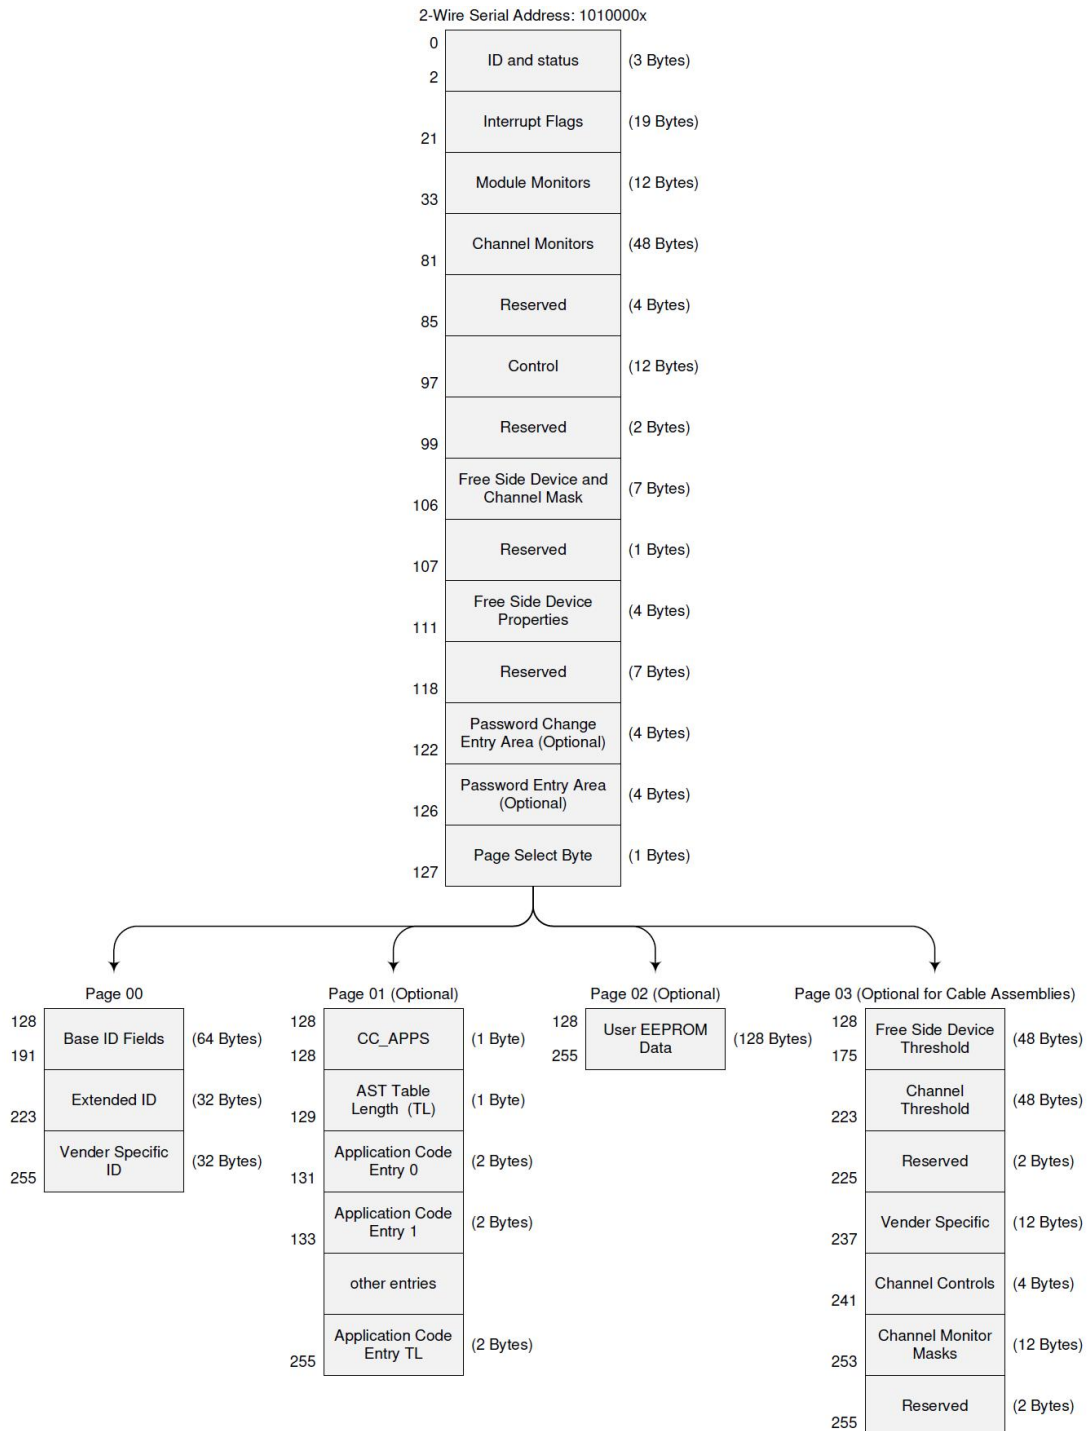 2-Wire Serial Address: 1010000x
0
ID and status
(3 Bytes)
2
Interrupt Flags
(19 Bytes)
21
Module Monitors
(12 Bytes)
33
Channel Monitors
(48 Bytes)
81
Reserved
(4 Bytes)
85
Control
(12 Bytes)
97
Reserved
(2 Bytes)
99
Free Side Device and
Channel Mask
(7 Bytes)
106
Reserved
(1 Bytes)
107
Free Side Device
Properties
(4 Bytes)
111
Reserved
(7 Bytes)
118
Password Change
Entry Area (Optional)
(4 Bytes)
122
Password Entry Area
(Optional)
(4 Bytes)
126
Page Select Byte
(1 Bytes)
127
Page 00
128
Base ID Fields
(64 Bytes)
191
Extended ID
(32 Bytes)
223
Vender Specific
ID
(32 Bytes)
255
Page 01 (Optional)
128
CC_APPS
(1 Byte)
128
AST Table
Length (TL)
(1 Byte)
129
Application Code
Entry 0
(2 Bytes)
131
Application Code
Entry 1
(2 Bytes)
133
other entries
Application Code
Entry TL
(2 Bytes)
255
Page 02 (Optional)
128
User EEPROM
Data
(128 Bytes)
255
Page 03 (Optional for Cable Assemblies)
128
Free Side Device
Threshold
(48 Bytes)
175
Channel
Threshold
(48 Bytes)
223
Reserved
(2 Bytes)
225
Vender Specific
(12 Bytes)
237
Channel Controls
(4 Bytes)
241
Channel Monitor
Masks
(12 Bytes)
253
Reserved
(2 Bytes)
255